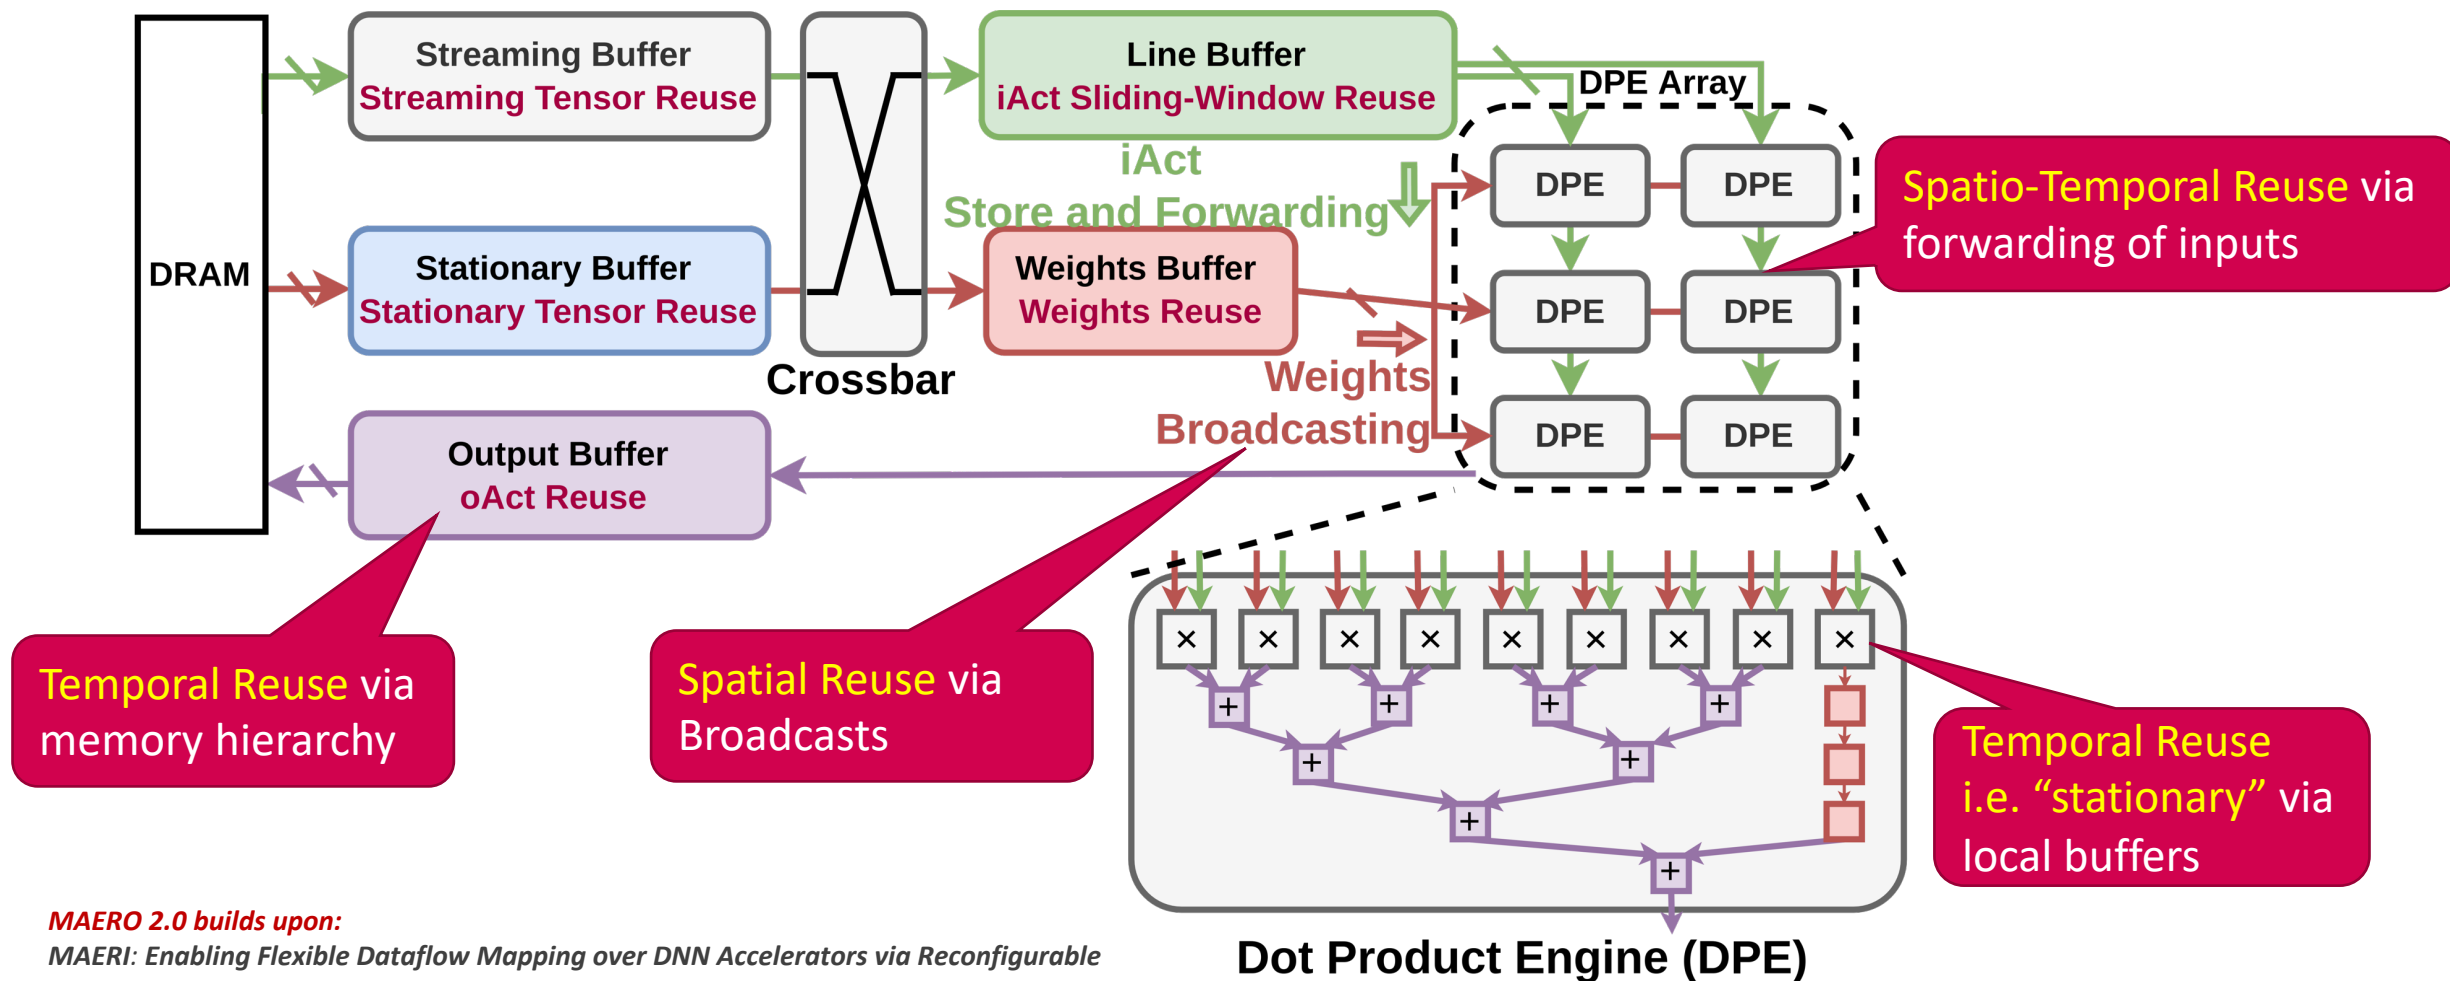 DRAM
Streaming Buffer
Streaming Tensor Reuse
Stationary Buffer
Stationary Tensor Reuse
Output Buffer
oAct Reuse
Crossbar
Line Buffer
iAct Sliding-Window Reuse
iAct
Store and Forwarding
Weights Buffer
Weights Reuse
Weights
Broadcasting
DPE Array
DPE DPE
DPE DPE
DPE DPE
Spatio-Temporal Reuse via
forwarding of inputs
Temporal Reuse via
memory hierarchy
Spatial Reuse via
Broadcasts
× × × × × × × × ×
+ + + +
+ +
+
+
Temporal Reuse
i.e. “stationary” via
local buffers
Dot Product Engine (DPE)
MAERO 2.0 builds upon:
MAERI: Enabling Flexible Dataflow Mapping over DNN Accelerators via Reconfigurable